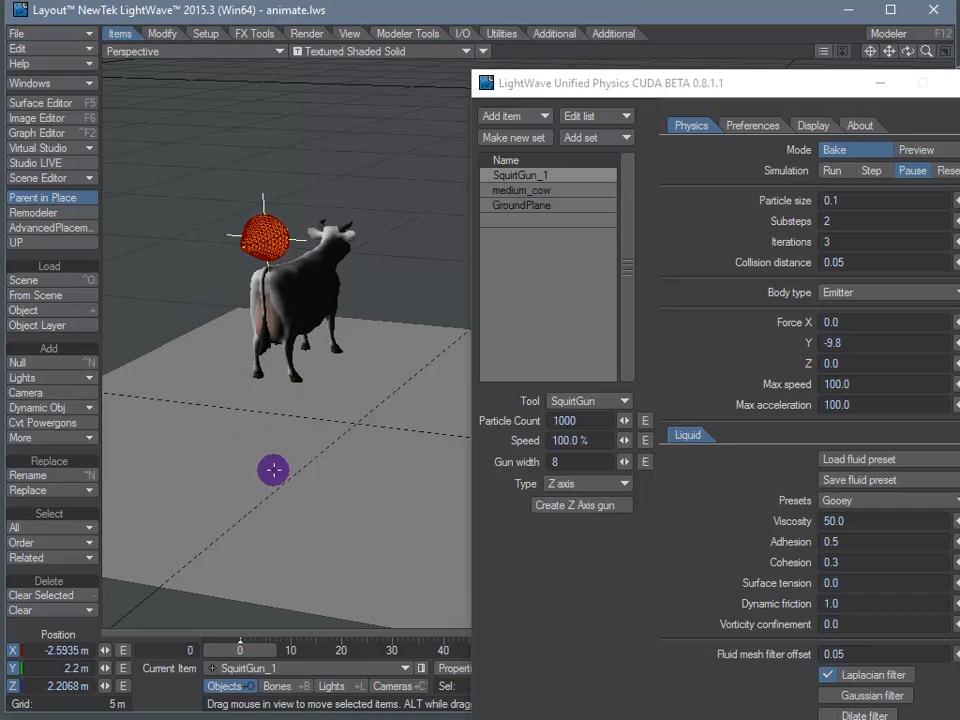 Layout™ NewTek LightWave™ 2015.3 (Win64) - animate.lws
File
Items Modify Setup FX Tools Render View Modeler Tools I/O Utilities Additional Additional Modeler F12
Edit
Perspective Textured Shaded Solid
Help
Windows
LightWave Unified Physics CUDA BETA 0.8.1.1
Surface Editor F5
Image Editor F6
Graph Editor ^F2
Virtual Studio
Studio LIVE
Scene Editor
Parent in Place
Remodeler
AdvancedPlacem...
UP
Load
Scene ^O
From Scene
Object +
Object Layer
Add
Null ^N
Lights
Camera
Dynamic Obj
Cvt Powergons
More
Replace
Rename ^N
Replace
Select
All
Order
Related
Delete
Clear Selected -
Clear
Add item Edit list
Make new set Add set
Name
SquirtGun_1
medium_cow
GroundPlane
Tool SquirtGun
Particle Count 1000 E
Speed 100.0 % E
Gun width 8 E
Type Z axis
Create Z Axis gun
Physics Preferences Display About
Mode Bake Preview
Simulation Run Step Pause Rese
Particle size 0.1
Substeps 2
Iterations 3
Collision distance 0.05
Body type Emitter
Force X 0.0
Y -9.8
Z 0.0
Max speed 100.0
Max acceleration 100.0
Liquid
Load fluid preset
Save fluid preset
Presets Gooey
Viscosity 50.0
Adhesion 0.5
Cohesion 0.3
Surface tension 0.0
Dynamic friction 1.0
Vorticity confinement 0.0
Fluid mesh filter offset 0.05
Laplacian filter
Gaussian filter
Dilate filter
Position
X -2.5935 m E 0 0 10 20 30 40
Y 2.2 m E Current Item SquirtGun_1 Properti
Z 2.2068 m E Objects+O Bones +B Lights +L Cameras+C Sel:
Grid: 5 m Drag mouse in view to move selected items. ALT while drag